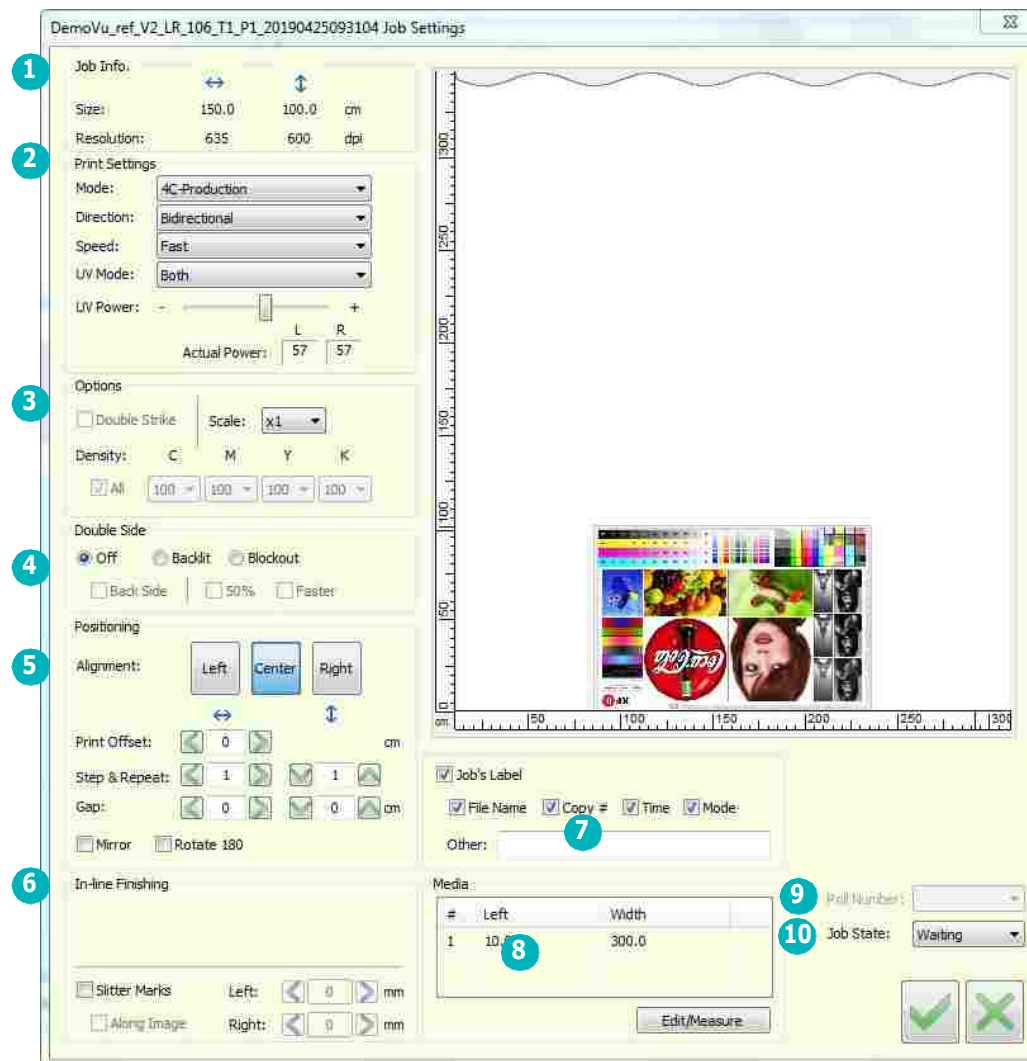 DemoVu_ref_V2_LR_106_T1_P1_20190425093104 Job Settings
1
Job Info.
Size: 150.0 100.0 cm
Resolution: 635 600 dpi
2
Print Settings
Mode: 4C-Production
Direction: Bidirectional
Speed: Fast
UV Mode: Both
UV Power: - +
L R
Actual Power: 57 57
3
Options
Double Strike Scale: x1
Density: C M Y K
All 100 100 100 100
4
Double Side
Off Backlit Blockout
Back Side 50% Faster
5
Positioning
Alignment: Left Center Right
Print Offset: 0 cm
Step & Repeat: 1 1
Gap: 0 0 cm
Mirror Rotate 180
6
In-line Finishing
Slitter Marks Left: 0 mm
Along Image Right: 0 mm
300
250
200
150
100
50
0
Coca-Cola
cm 50 100 150 200 250 300
Job's Label
File Name Copy # Time Mode
7
Other:
Media
# Left Width
1 10. 300.0
8
Edit/Measure
9
Roll Number:
10
Job State: Waiting